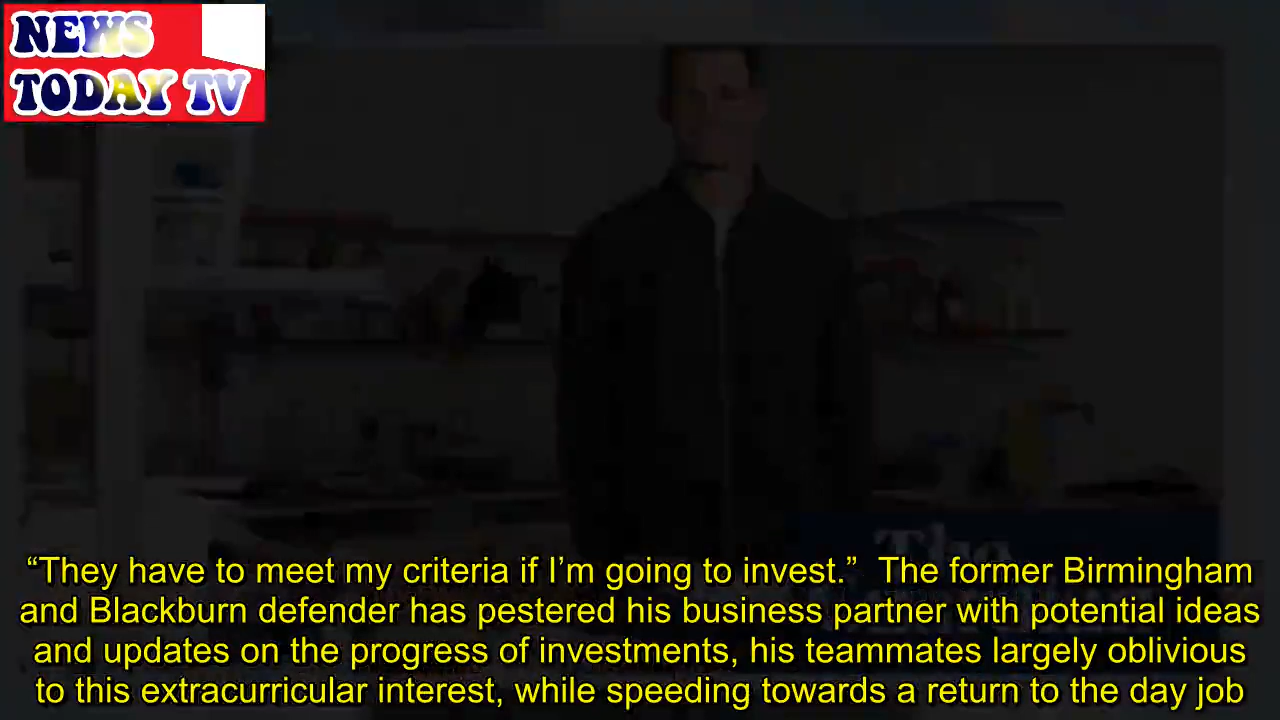 NEWS
TODAY TV
The
“They have to meet my criteria if I’m going to invest.”  The former Birmingham
and Blackburn defender has pestered his business partner with potential ideas
and updates on the progress of investments, his teammates largely oblivious
to this extracurricular interest, while speeding towards a return to the day job